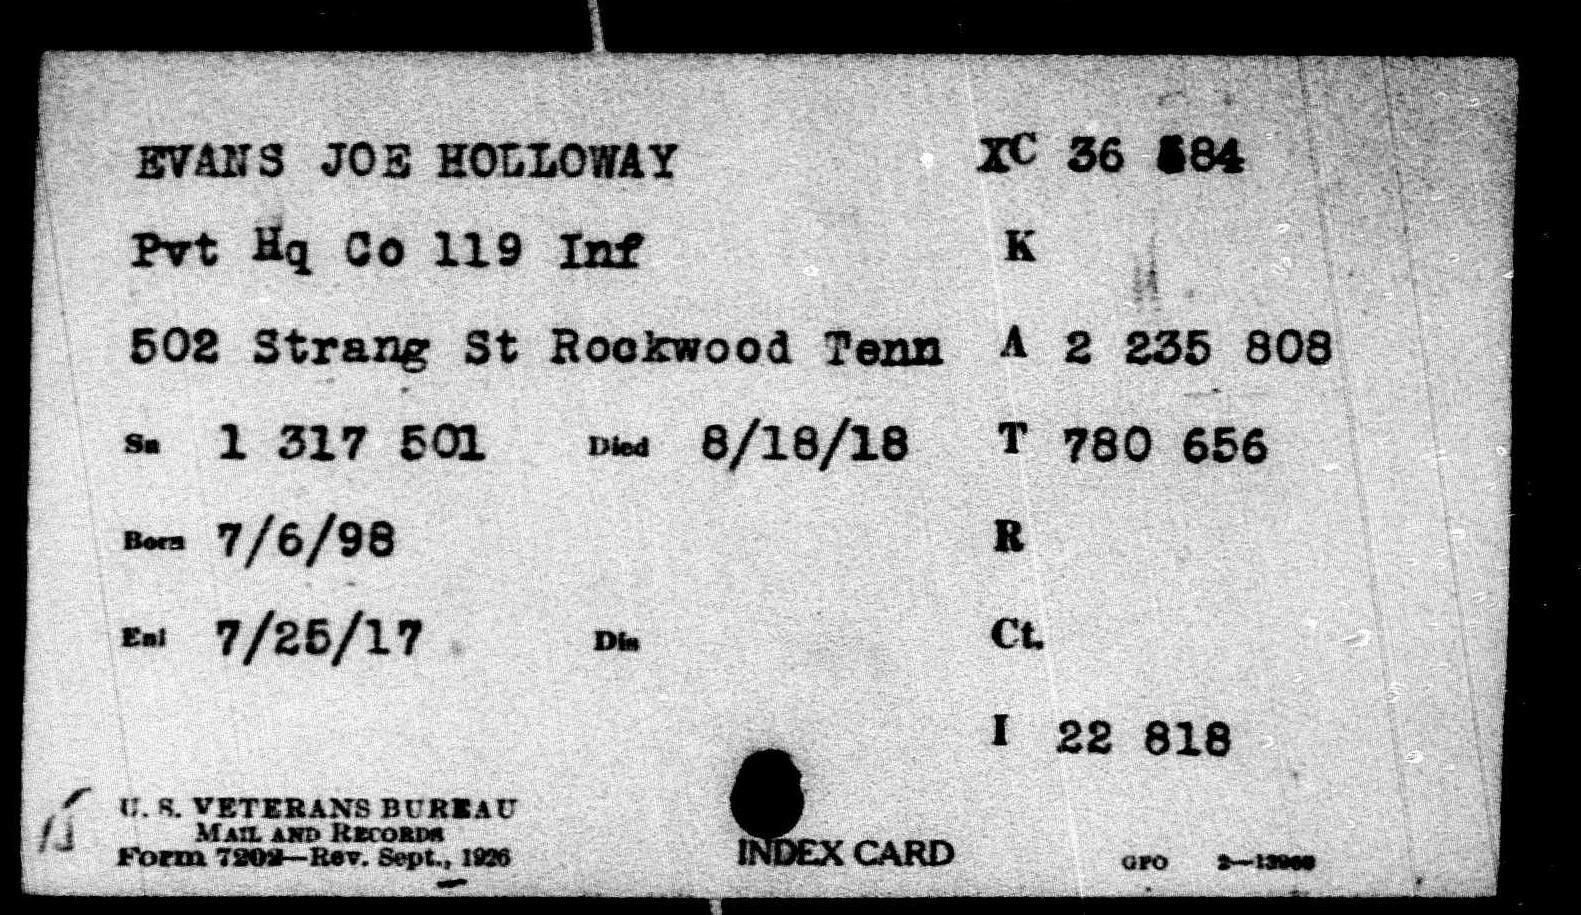 EVANS JOE HOLLOWAY XC 36 584
Pvt Hq Co 119 Inf K
502 Strang St Rockwood Tenn A 2 235 808
Sn 1 317 501 Died 8/18/18 T 780 656
Born 7/6/98 R
Enl 7/25/17 Dis Ct.
I 22 818
U. S. VETERANS BUREAU
MAIL AND RECORDS
Form 7202—Rev. Sept., 1926
INDEX CARD
GPO